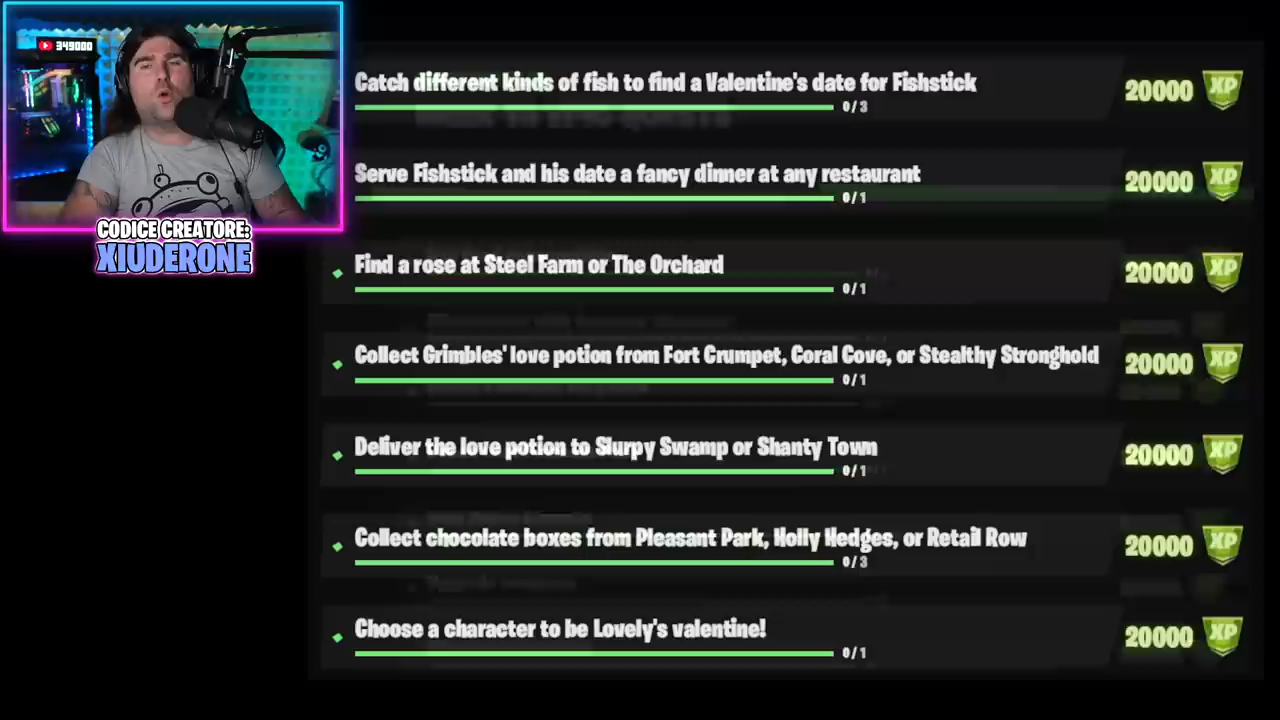 349000
CODICE CREATORE:
XIUDERONE
Catch different kinds of fish to find a Valentine's date for Fishstick
0/3
20000 XP
Serve Fishstick and his date a fancy dinner at any restaurant
0/1
20000 XP
Find a rose at Steel Farm or The Orchard
0/1
20000 XP
Collect Grimbles' love potion from Fort Crumpet, Coral Cove, or Stealthy Stronghold
0/1
20000 XP
Deliver the love potion to Slurpy Swamp or Shanty Town
0/1
20000 XP
Collect chocolate boxes from Pleasant Park, Holly Hedges, or Retail Row
0/3
20000 XP
Choose a character to be Lovely's valentine!
0/1
20000 XP